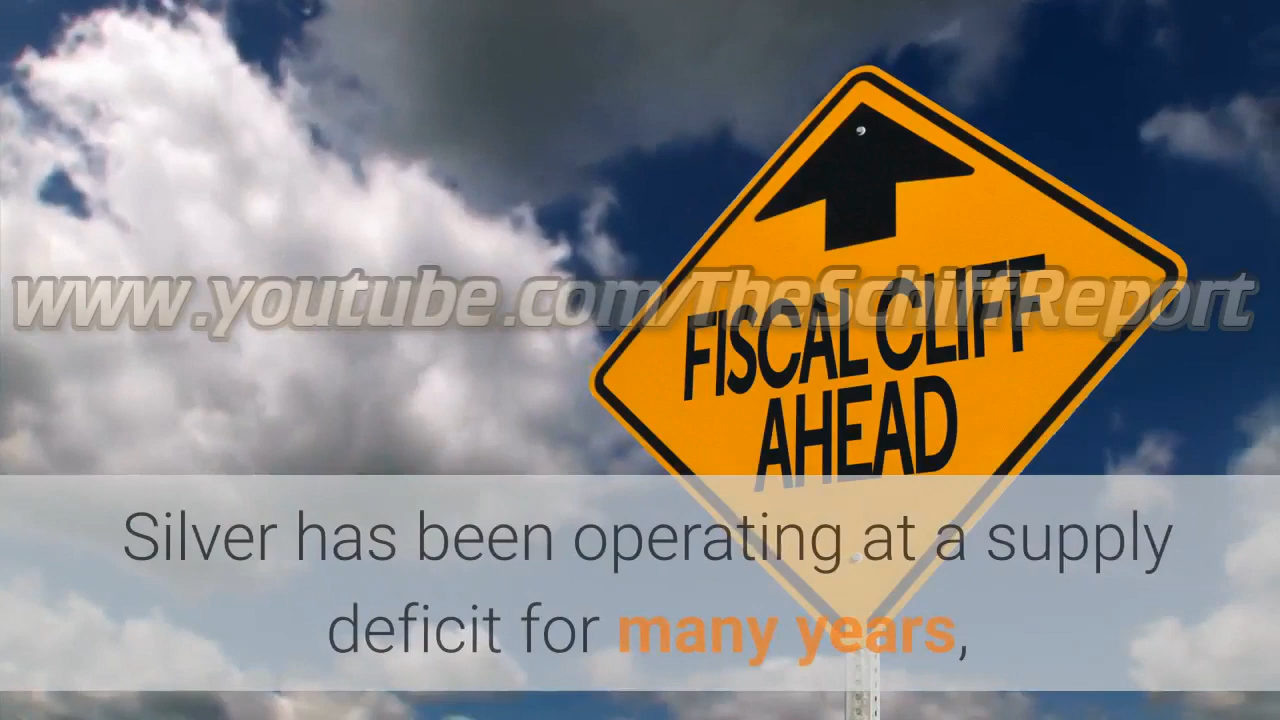 www.youtube.com/TheSchiffReport
FISCAL CLIFF
AHEAD
Silver has been operating at a supply
deficit for many years,